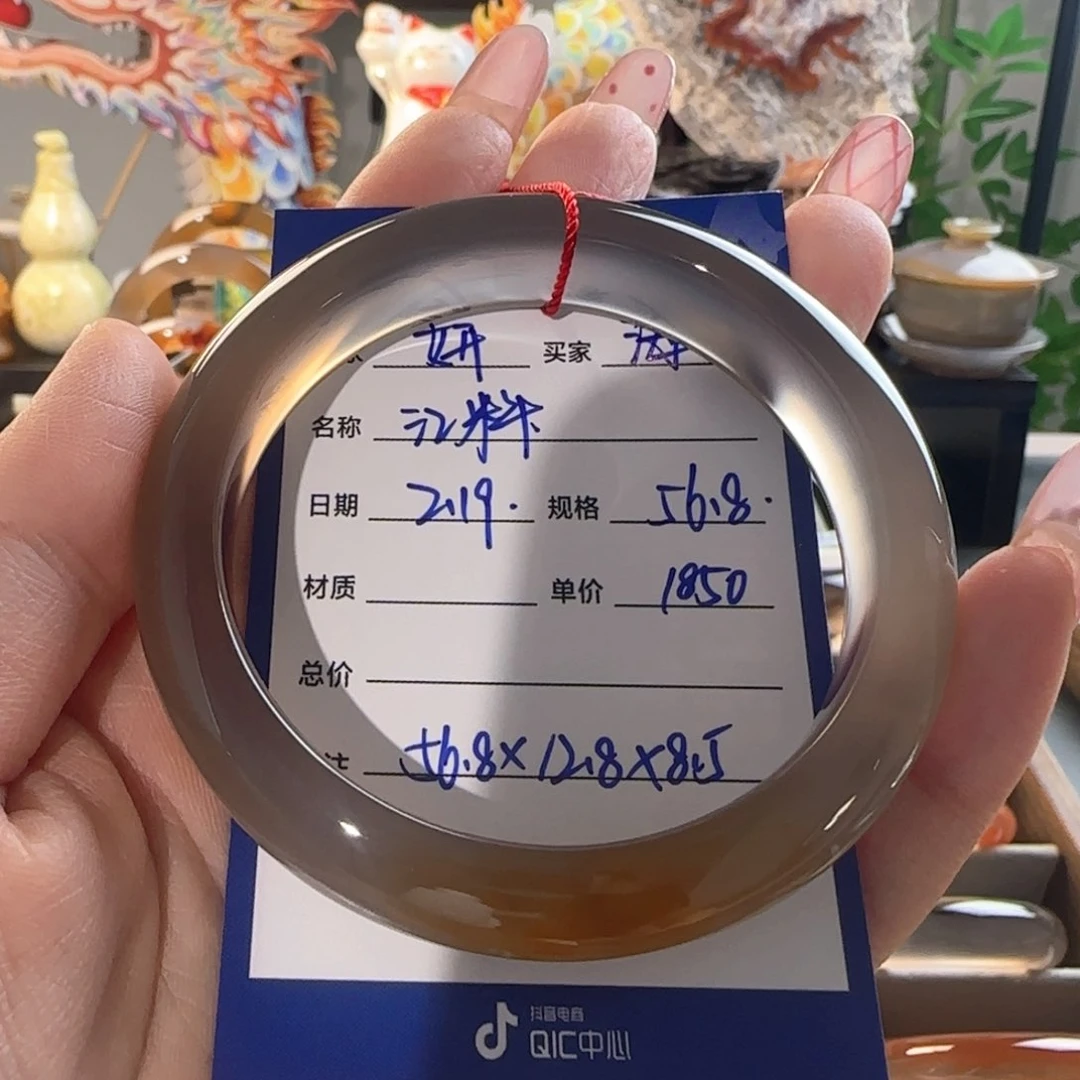 买家
名称 江料
日期 2.19. 规格 56.8.
材质 单价 1850
总价
56.8×12.8×8.5
抖音电商
QIC中心